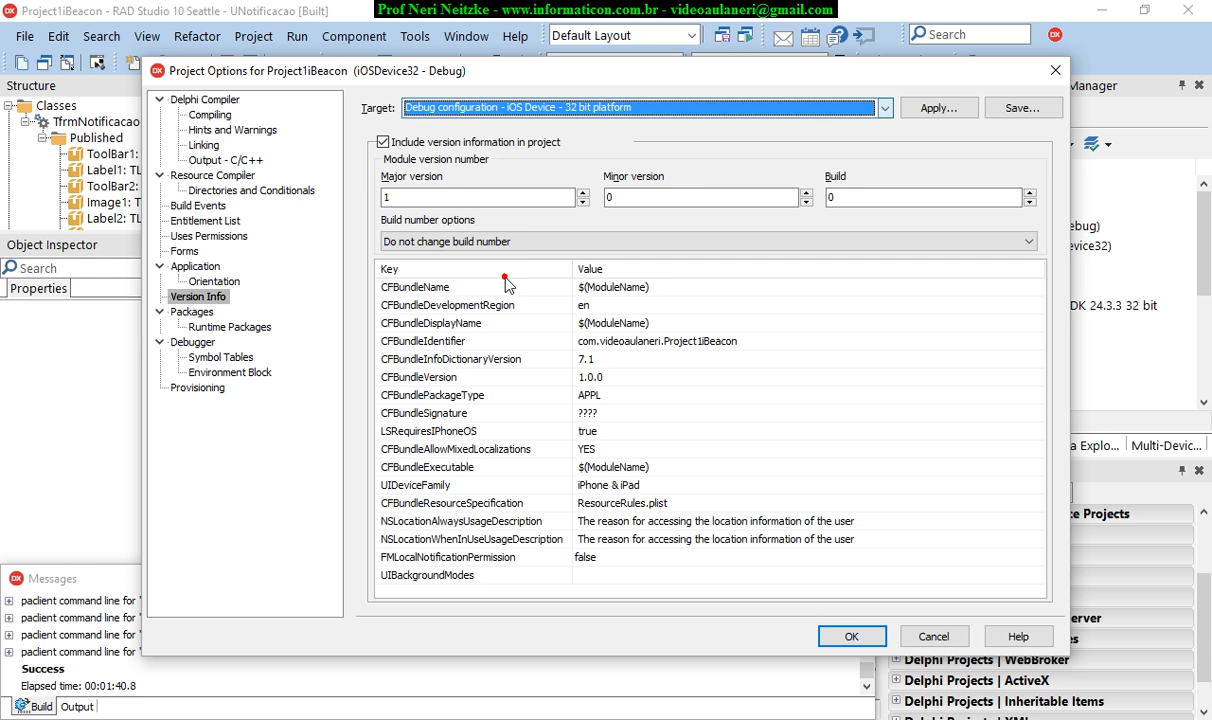 Project1iBeacon - RAD Studio 10 Seattle - UNotificacao [Built]
Prof Neri Neitzke - www.informaticon.com.br - videoaulaneri@gmail.com
File Edit Search View Refactor Project Run Component Tools Window Help
Default Layout
Search
Structure
Classes
TfrmNotificacao
Published
ToolBar1:
Label1: TL
ToolBar2:
Image1: T
Label2: TL
Object Inspector
Search
Properties
Messages
paclient command line for '
paclient command line for '
paclient command line for '
paclient command line for '
Success
Elapsed time: 00:01:40.8
Build Output
Project Options for Project1iBeacon (iOSDevice32 - Debug)
Delphi Compiler
Compiling
Hints and Warnings
Linking
Output - C/C++
Resource Compiler
Directories and Conditionals
Build Events
Entitlement List
Uses Permissions
Forms
Application
Orientation
Version Info
Packages
Runtime Packages
Debugger
Symbol Tables
Environment Block
Provisioning
Target: Debug configuration - iOS Device - 32 bit platform Apply... Save...
Include version information in project
Module version number
Major version Minor version Build
1 0 0
Build number options
Do not change build number
Key Value
CFBundleName $(ModuleName)
CFBundleDevelopmentRegion en
CFBundleDisplayName $(ModuleName)
CFBundleIdentifier com.videoaulaneri.Project1iBeacon
CFBundleInfoDictionaryVersion 7.1
CFBundleVersion 1.0.0
CFBundlePackageType APPL
CFBundleSignature ????
LSRequiresIPhoneOS true
CFBundleAllowMixedLocalizations YES
CFBundleExecutable $(ModuleName)
UIDeviceFamily iPhone & iPad
CFBundleResourceSpecification ResourceRules.plist
NSLocationAlwaysUsageDescription The reason for accessing the location information of the user
NSLocationWhenInUseUsageDescription The reason for accessing the location information of the user
FMLocalNotificationPermission false
UIBackgroundModes
OK Cancel Help
Manager
ebug)
evice32)
DK 24.3.3 32 bit
a Explo... Multi-Devic...
ce Projects
erver
es
Delphi Projects | WebBroker
Delphi Projects | ActiveX
Delphi Projects | Inheritable Items